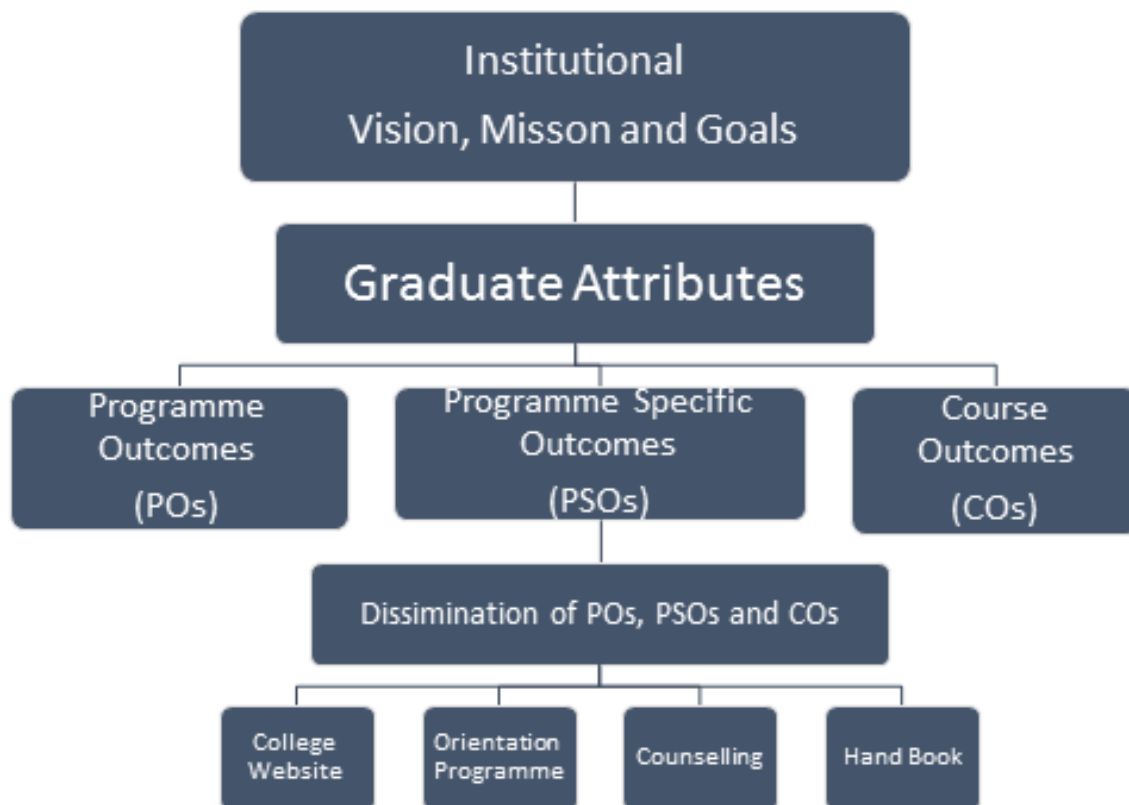 Institutional
Vision, Misson and Goals
Graduate Attributes
Programme
Outcomes
(POs)
Programme Specific
Outcomes
(PSOs)
Course
Outcomes
(COs)
Dissimination of POs, PSOs and COs
College
Website
Orientation
Programme
Counselling
Hand Book